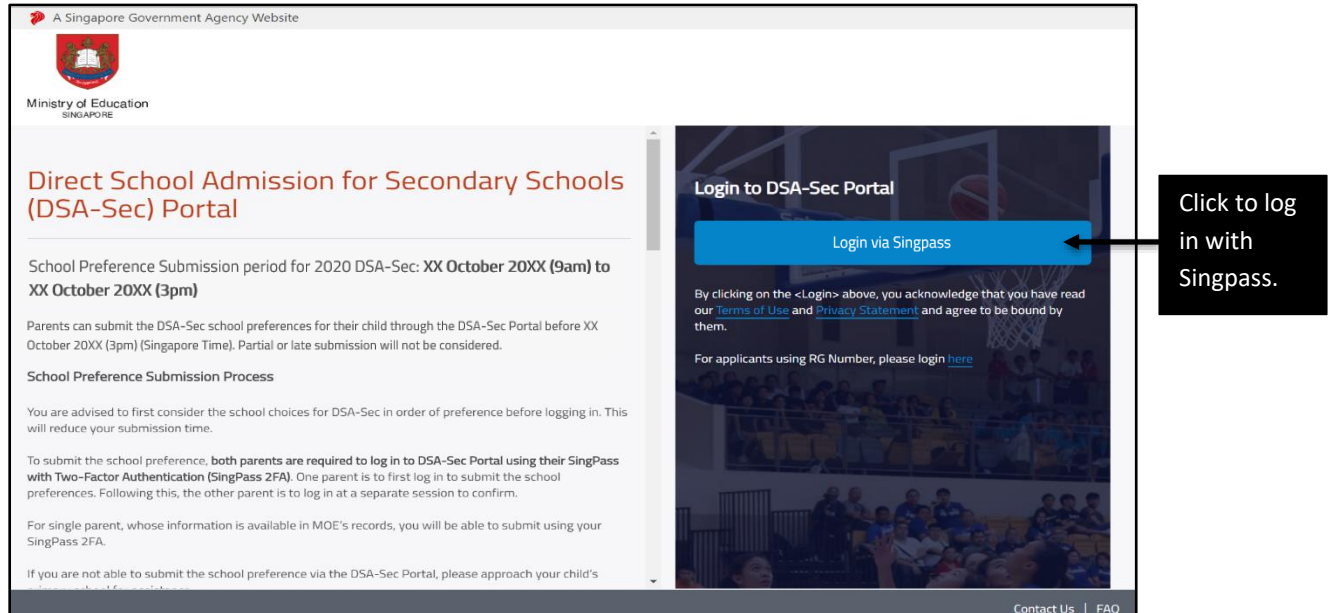 A Singapore Government Agency Website
Ministry of Education
SINGAPORE
Direct School Admission for Secondary Schools
(DSA-Sec) Portal
School Preference Submission period for 2020 DSA-Sec: XX October 20XX (9am) to
XX October 20XX (3pm)
Parents can submit the DSA-Sec school preferences for their child through the DSA-Sec Portal before XX
October 20XX (3pm) (Singapore Time). Partial or late submission will not be considered.
School Preference Submission Process
You are advised to first consider the school choices for DSA-Sec in order of preference before logging in. This
will reduce your submission time.
To submit the school preference, both parents are required to log in to DSA-Sec Portal using their SingPass
with Two-Factor Authentication (SingPass 2FA). One parent is to first log in to submit the school
preferences. Following this, the other parent is to log in at a separate session to confirm.
For single parent, whose information is available in MOE's records, you will be able to submit using your
SingPass 2FA.
If you are not able to submit the school preference via the DSA-Sec Portal, please approach your child's
Login to DSA-Sec Portal
Login via Singpass
By clicking on the <Login> above, you acknowledge that you have read
our Terms of Use and Privacy Statement and agree to be bound by
them.
For applicants using RG Number, please login here
Click to log
in with
Singpass.
Contact Us | FAQ